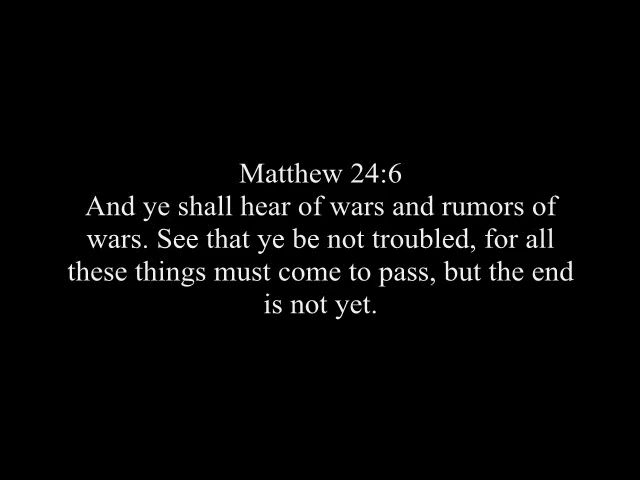 Matthew 24:6
And ye shall hear of wars and rumors of
wars. See that ye be not troubled, for all
these things must come to pass, but the end
is not yet.